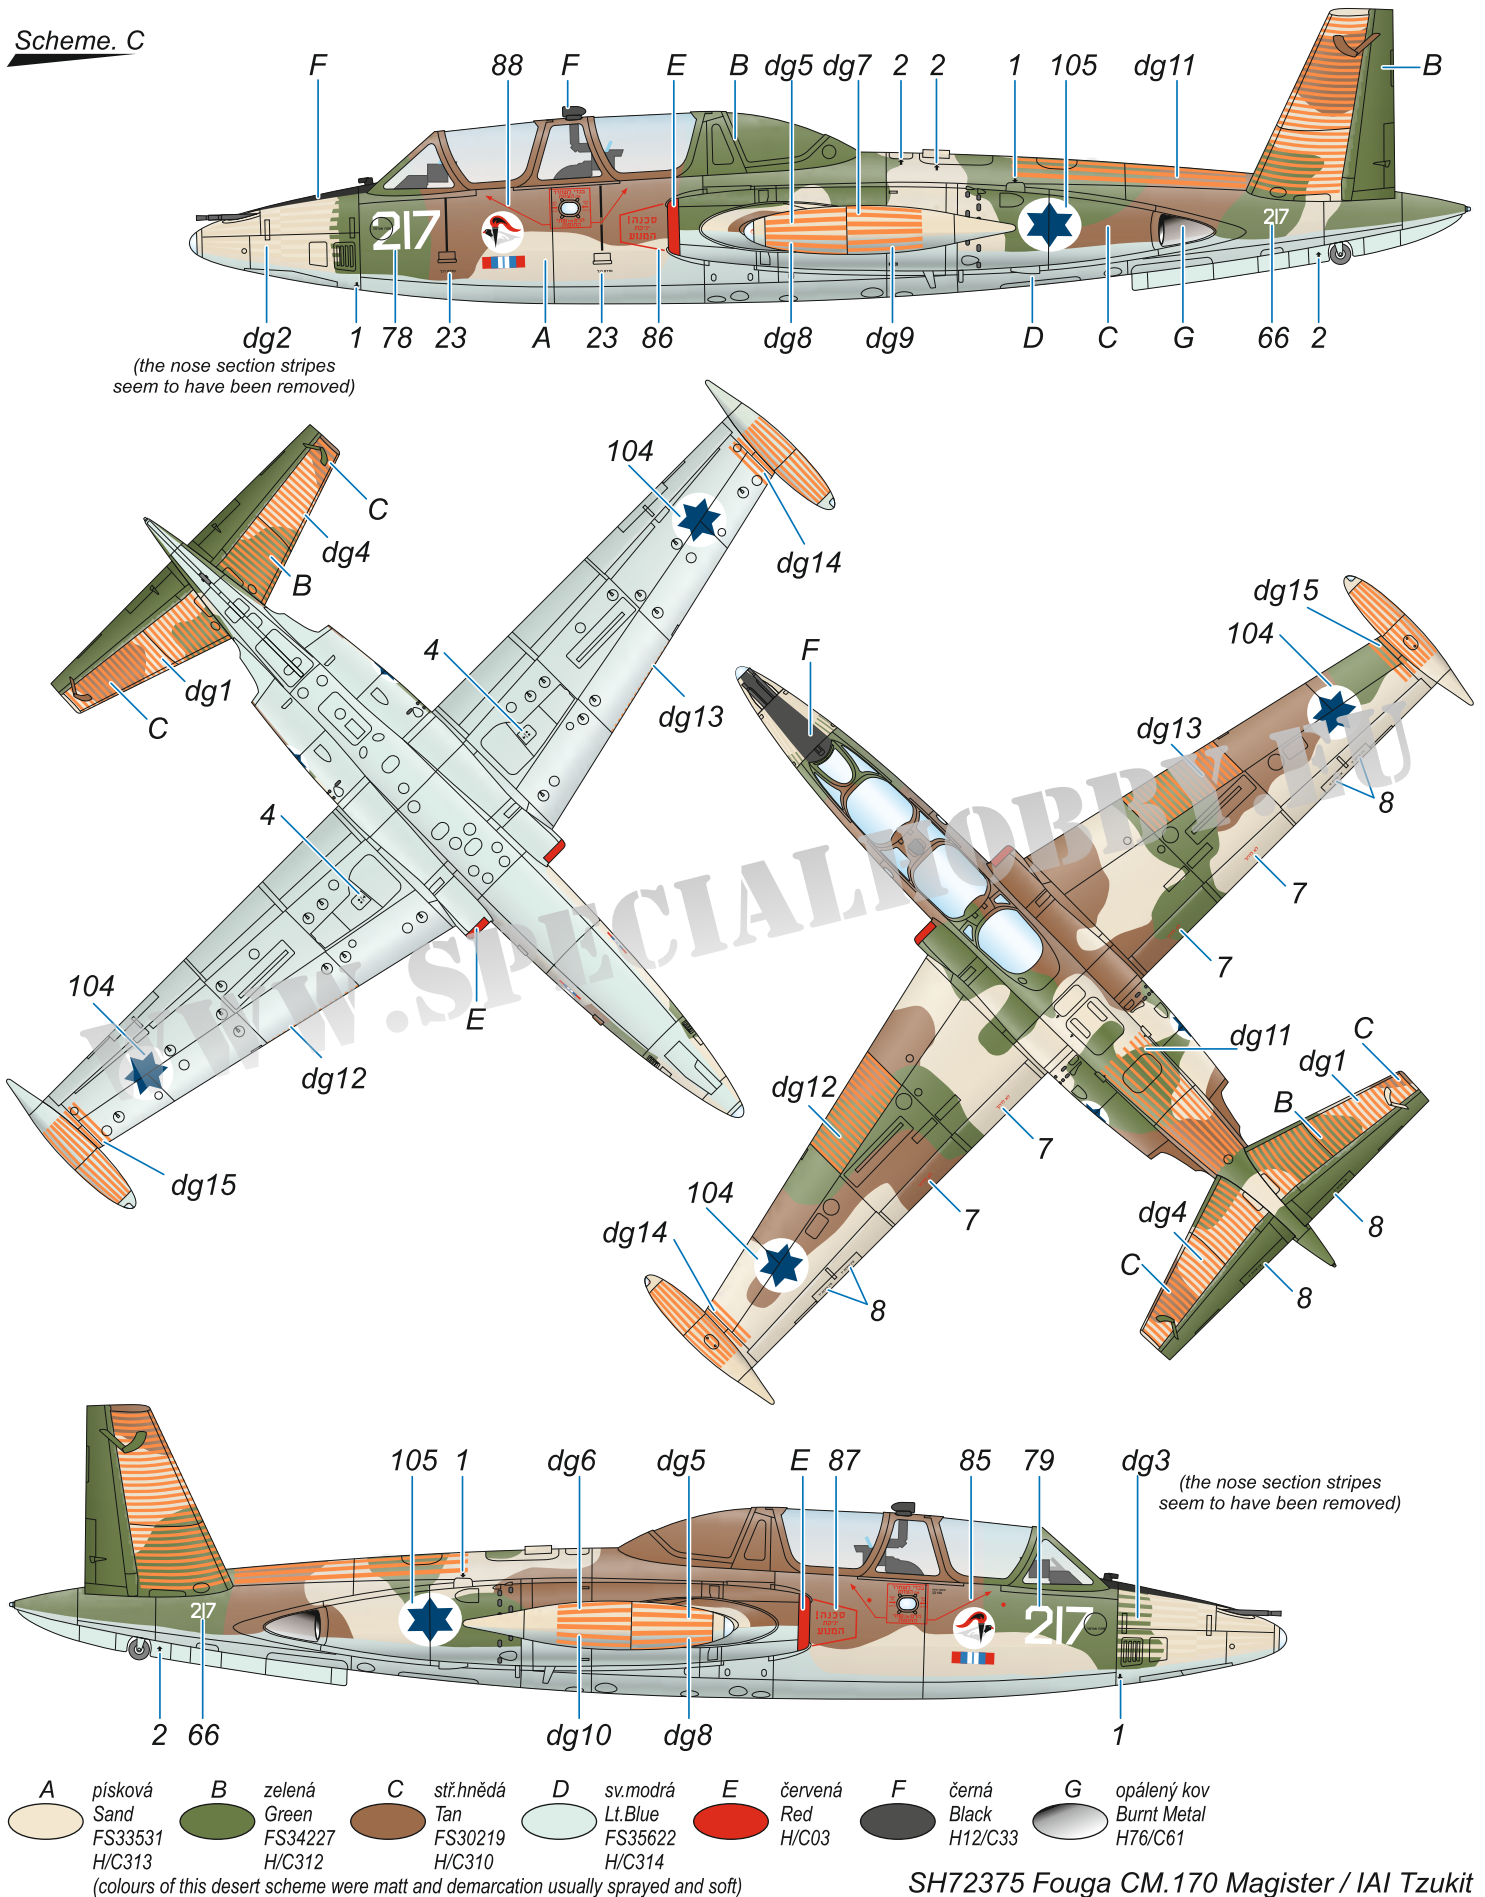 Scheme. C
F 88 F E B dg5 dg7 2 2 1 105 dg11 B
סכנה!
יניקת
המנוע
217
217
dg2 1 78 23 A 23 86 dg8 dg9 D C G 66 2
(the nose section stripes
seem to have been removed)
104
C
dg4
dg14
B
dg15
104
4
F
dg1
dg13
C
dg13
8
4
7
7
104
E
dg11
C
dg1
dg12
dg12
B
7
dg15
104
7
dg4
8
dg14
C
8
8
WWW.SPECIALHOBBY.EU
105 1 dg6 dg5 E 87 85 79 dg3
(the nose section stripes
seem to have been removed)
סכנה!
יניקת
המנוע
217
217
2 66 dg10 dg8 1
A písková
Sand
FS33531
H/C313
B zelená
Green
FS34227
H/C312
C stř.hnědá
Tan
FS30219
H/C310
D sv.modrá
Lt.Blue
FS35622
H/C314
E červená
Red
H/C03
F černá
Black
H12/C33
G opálený kov
Burnt Metal
H76/C61
(colours of this desert scheme were matt and demarcation usually sprayed and soft)
SH72375 Fouga CM.170 Magister / IAI Tzukit